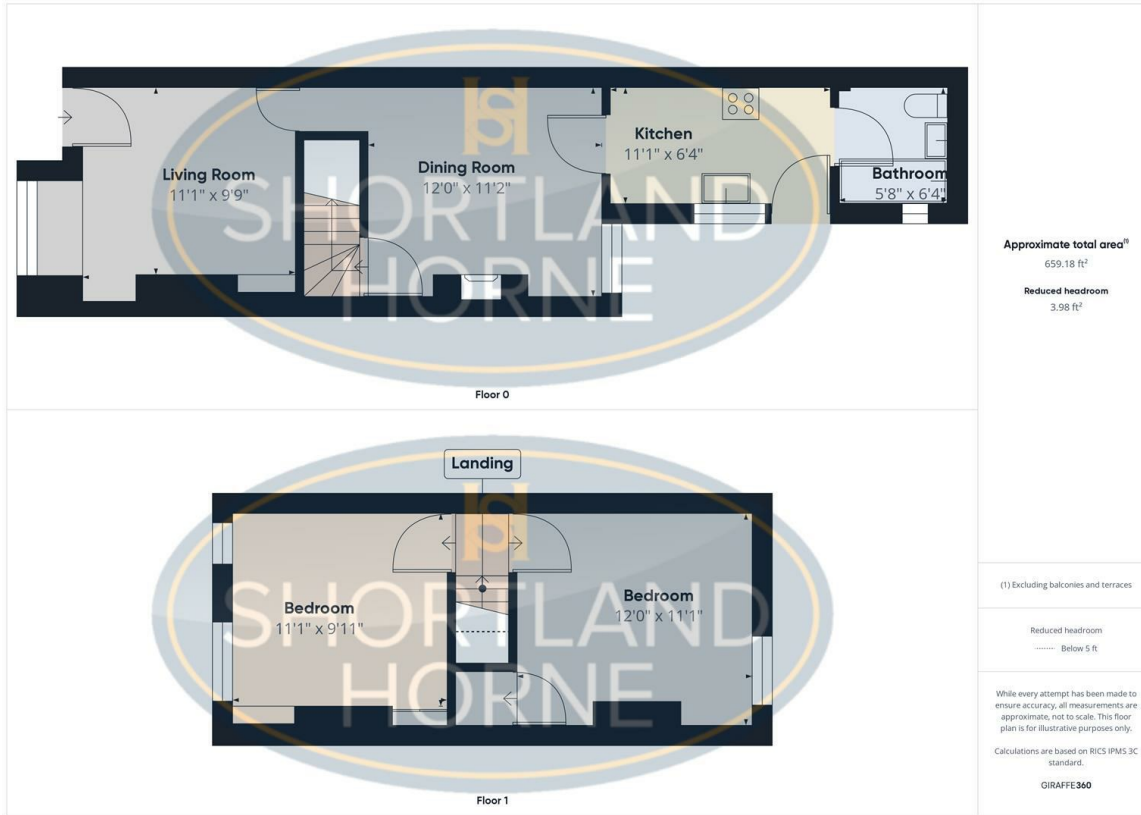 Living Room
11'1" x 9'9"
Dining Room
12'0" x 11'2"
Kitchen
11'1" x 6'4"
Bathroom
5'8" x 6'4"
SHORTLAND
HORNE
Floor 0
Landing
Bedroom
11'1" x 9'11"
Bedroom
12'0" x 11'1"
SHORTLAND
HORNE
Floor 1
Approximate total area(1)
659.18 ft²
Reduced headroom
3.98 ft²
(1) Excluding balconies and terraces
Reduced headroom
Below 5 ft
While every attempt has been made to
ensure accuracy, all measurements are
approximate, not to scale. This floor
plan is for illustrative purposes only.
Calculations are based on RICS IPMS 3C
standard.
GIRAFFE360